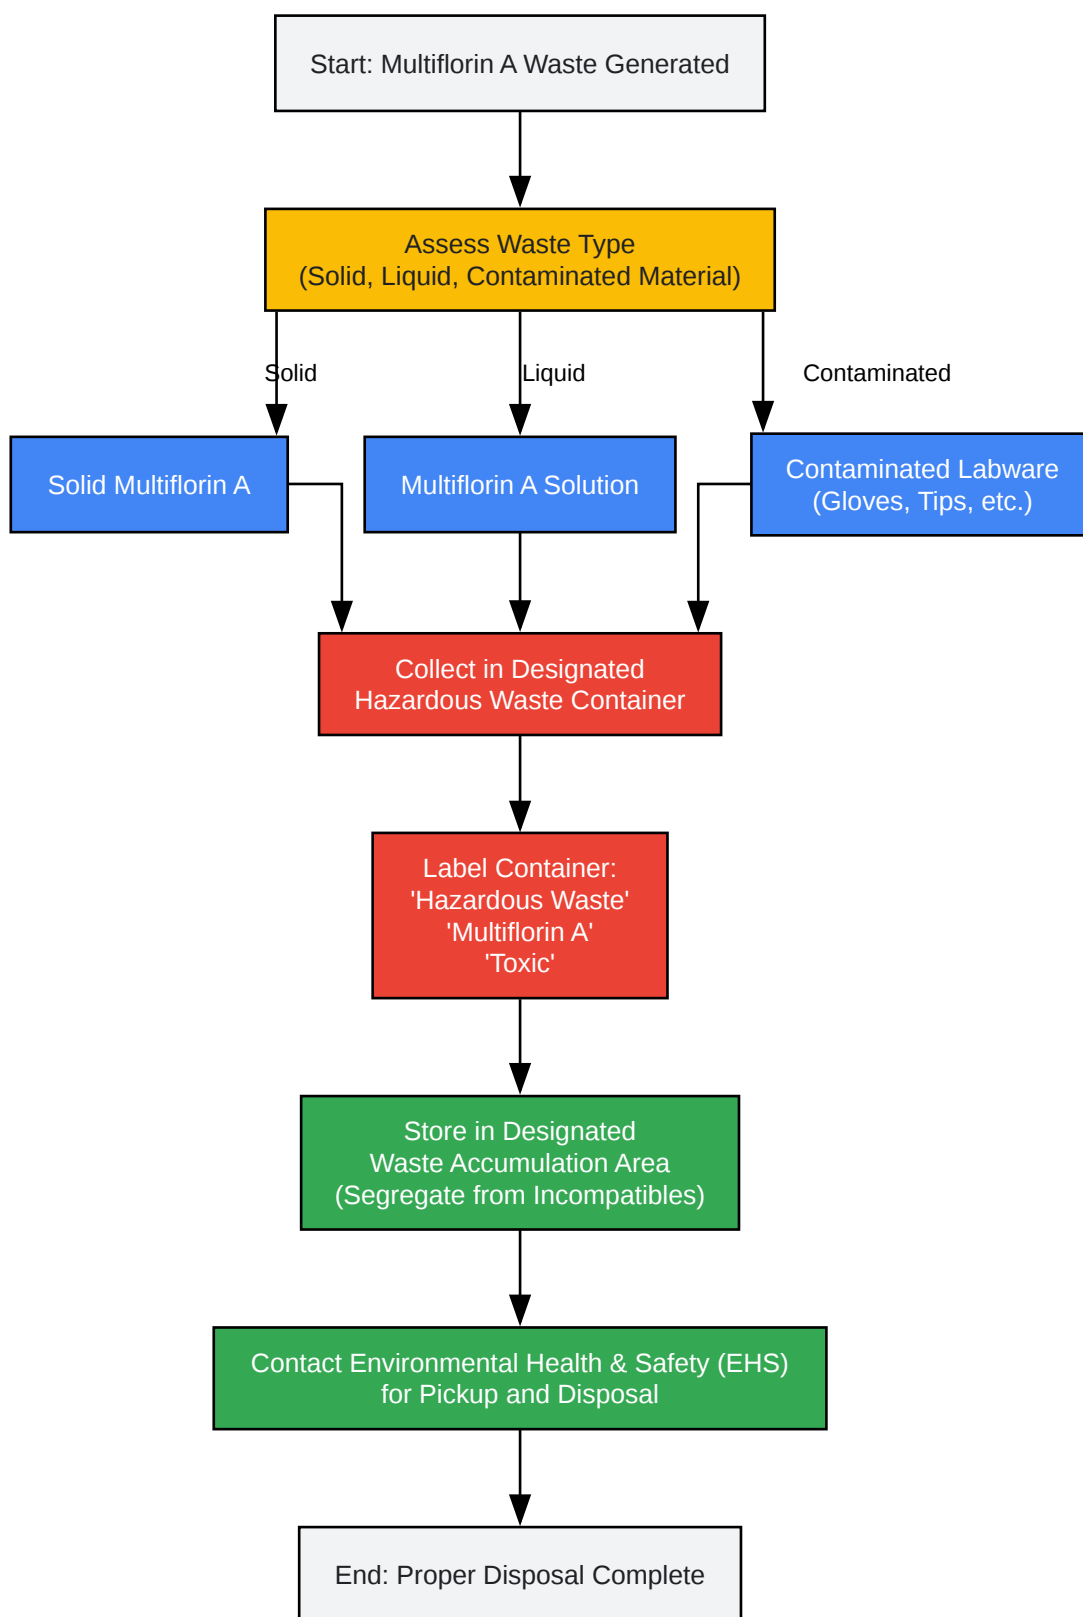 Start: Multiflorin A Waste Generated
Assess Waste Type
(Solid, Liquid, Contaminated Material)
Solid
Liquid
Contaminated
Solid Multiflorin A
Multiflorin A Solution
Contaminated Labware
(Gloves, Tips, etc.)
Collect in Designated
Hazardous Waste Container
Label Container:
'Hazardous Waste'
'Multiflorin A'
'Toxic'
Store in Designated
Waste Accumulation Area
(Segregate from Incompatibles)
Contact Environmental Health & Safety (EHS)
for Pickup and Disposal
End: Proper Disposal Complete